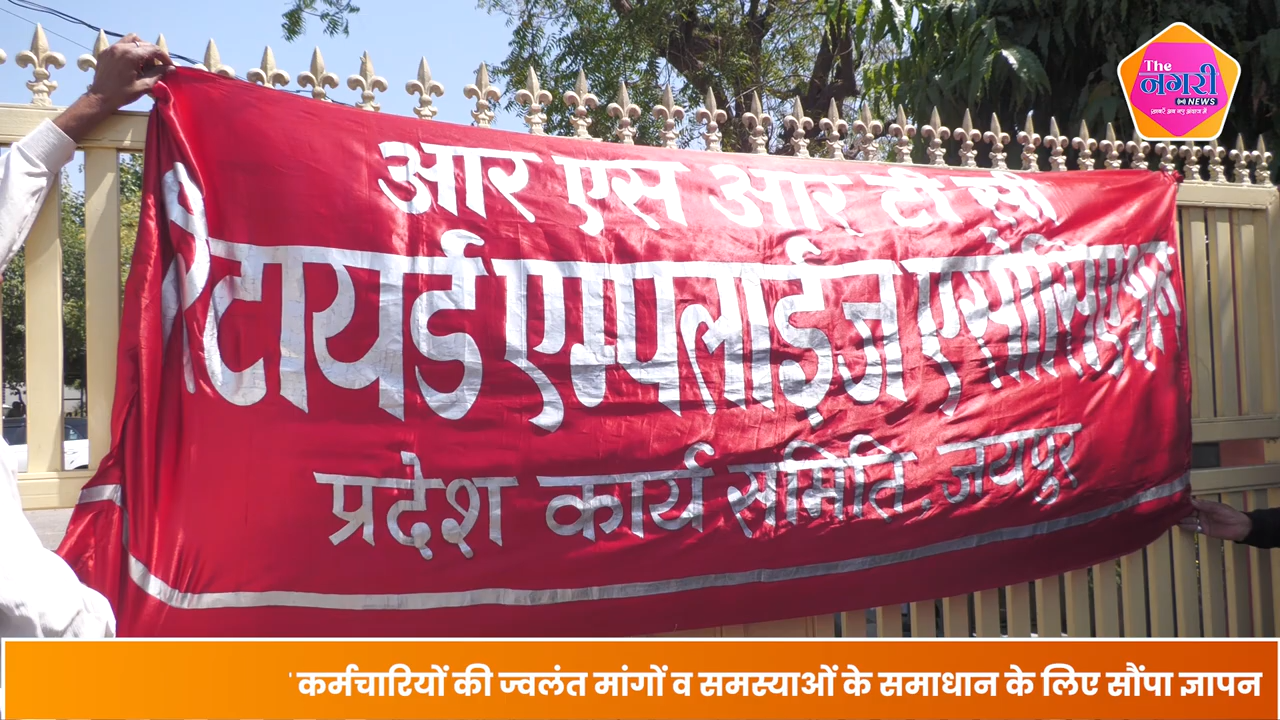 The
नगरी
NEWS
आर एस आर टी सी
रिटायर्ड एम्पलाईज एसोसिएशन
प्रदेश कार्य समिति . जयपुर
कर्मचारियों की ज्वलंत मांगों व समस्याओं के समाधान के लिए सौंपा ज्ञापन